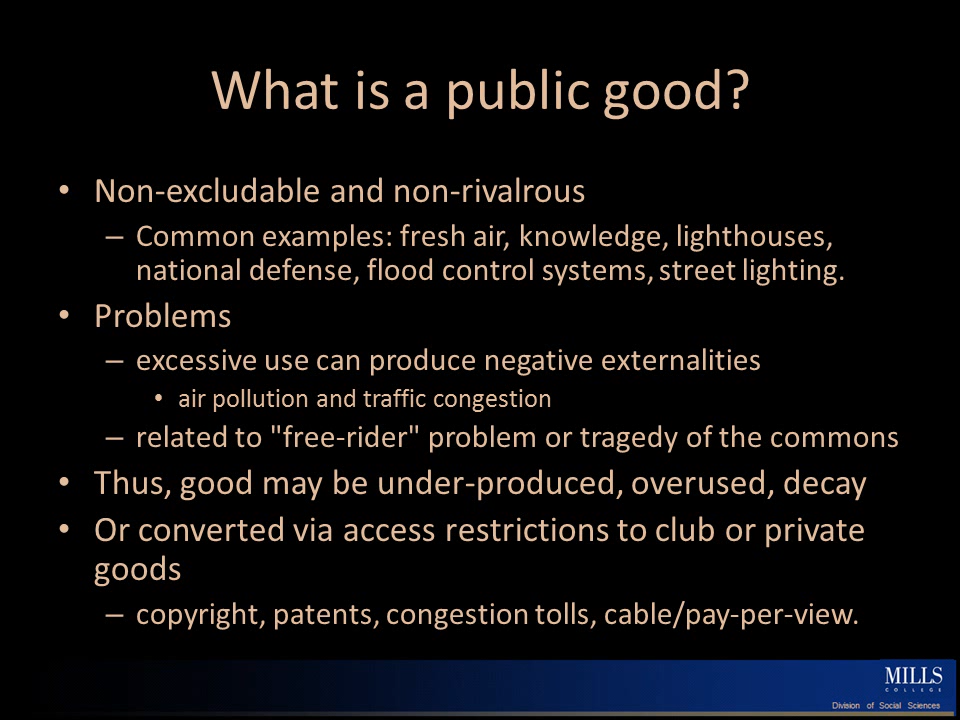 What is a public good?
• Non-excludable and non-rivalrous
– Common examples: fresh air, knowledge, lighthouses,
national defense, flood control systems, street lighting.
• Problems
– excessive use can produce negative externalities
• air pollution and traffic congestion
– related to "free-rider" problem or tragedy of the commons
• Thus, good may be under-produced, overused, decay
• Or converted via access restrictions to club or private
goods
– copyright, patents, congestion tolls, cable/pay-per-view.
MILLS
COLLEGE
Division of Social Sciences